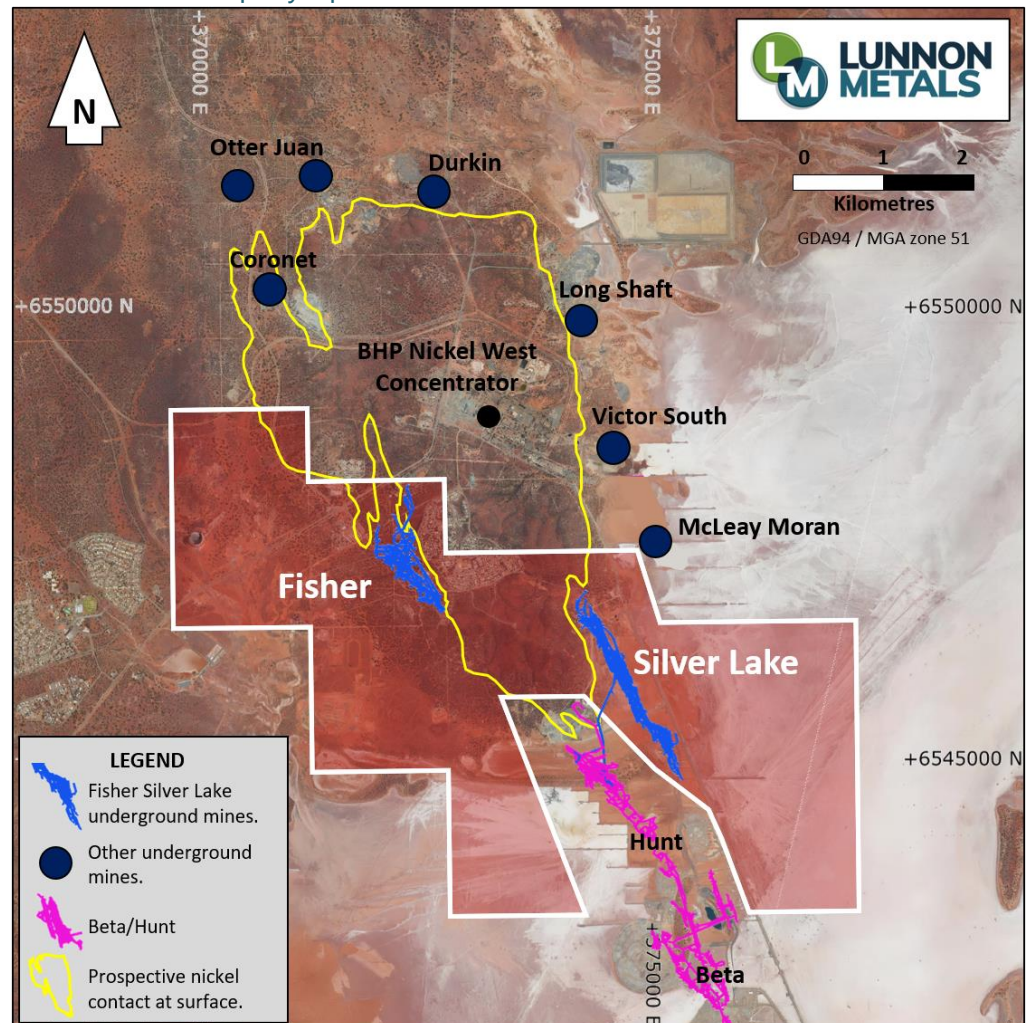 +370000 E
+375000 E
LM LUNNON
METALS
N
0 1 2
Kilometres
GDA94 / MGA zone 51
Otter Juan
Durkin
Coronet
+6550000 N
Long Shaft
+6550000 N
BHP Nickel West
Concentrator
Victor South
McLeay Moran
Fisher
Silver Lake
+6545000 N
Hunt
+375000 E
Beta
LEGEND
Fisher Silver Lake
underground mines.
Other underground
mines.
Beta/Hunt
Prospective nickel
contact at surface.